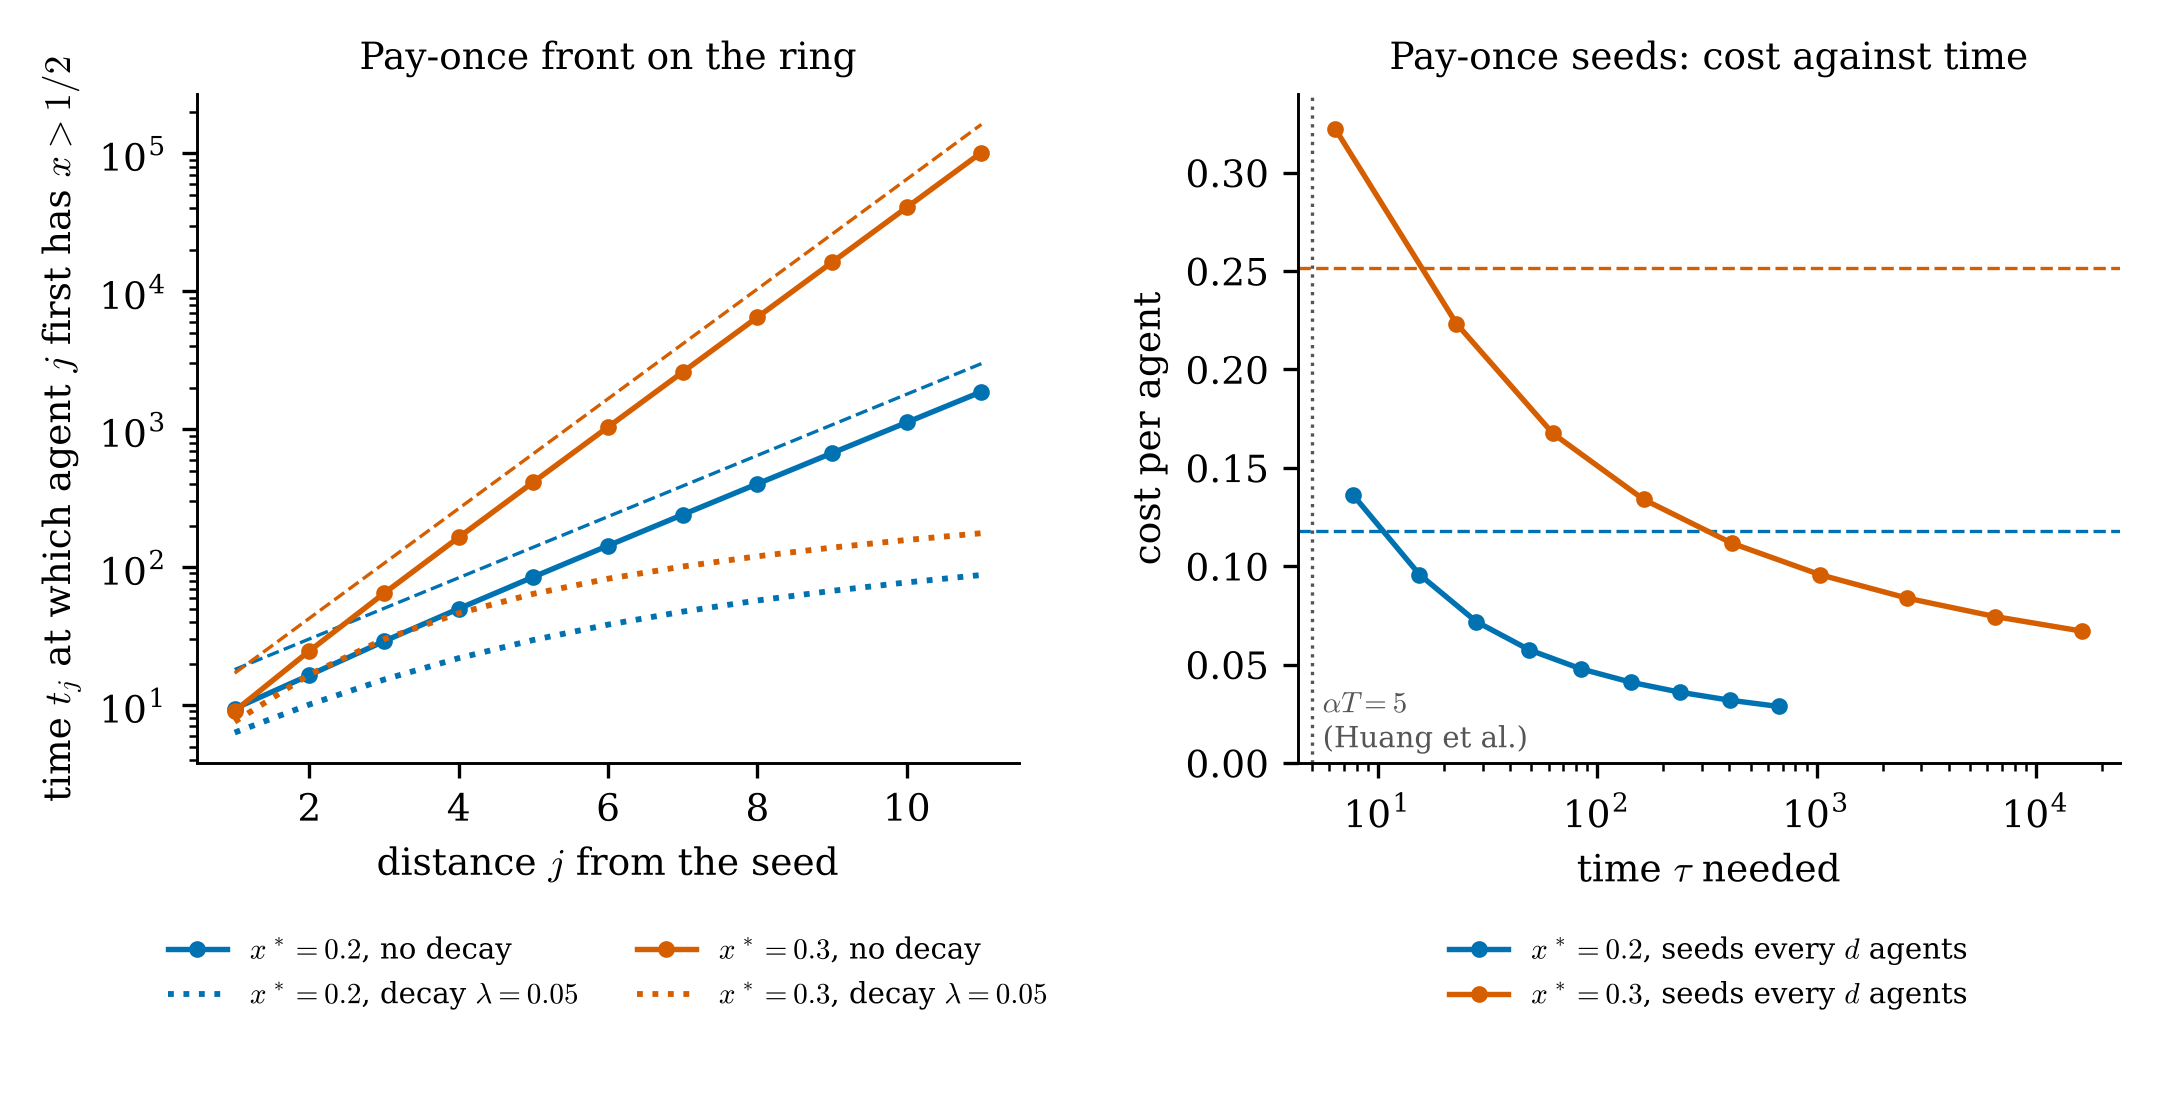 Pay-once front on the ring
time t_j at which agent j first has x > 1/2
10^5
10^4
10^3
10^2
10^1
2 4 6 8 10
distance j from the seed
x* = 0.2, no decay
x* = 0.2, decay λ = 0.05
x* = 0.3, no decay
x* = 0.3, decay λ = 0.05
Pay-once seeds: cost against time
cost per agent
0.30
0.25
0.20
0.15
0.10
0.05
0.00
αT = 5
(Huang et al.)
10^1 10^2 10^3 10^4
time τ needed
x* = 0.2, seeds every d agents
x* = 0.3, seeds every d agents